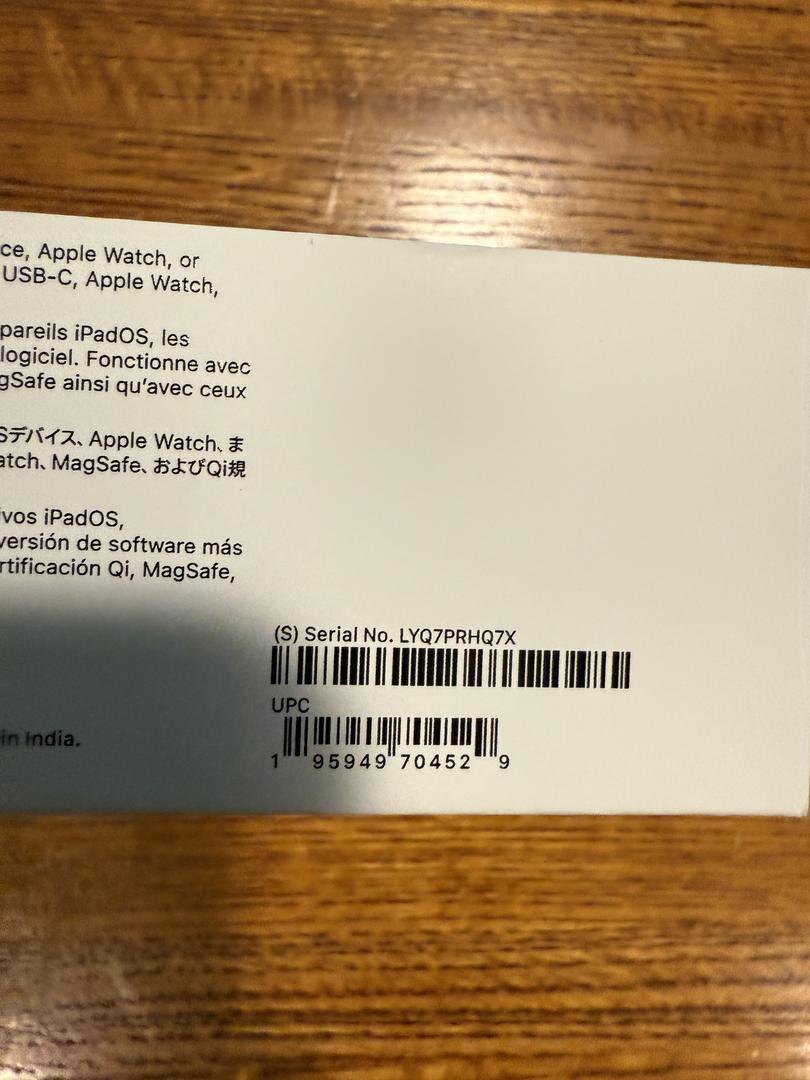 ce, Apple Watch, or
USB-C, Apple Watch,
pareils iPadOS, les
logiciel. Fonctionne avec
gSafe ainsi qu’avec ceux
Sデバイス、Apple Watch、ま
atch、MagSafe、およびQi規
vos iPadOS,
versión de software más
rtificación Qi, MagSafe,
in India.
(S) Serial No. LYQ7PRHQ7X
UPC
1 95949 70452 9